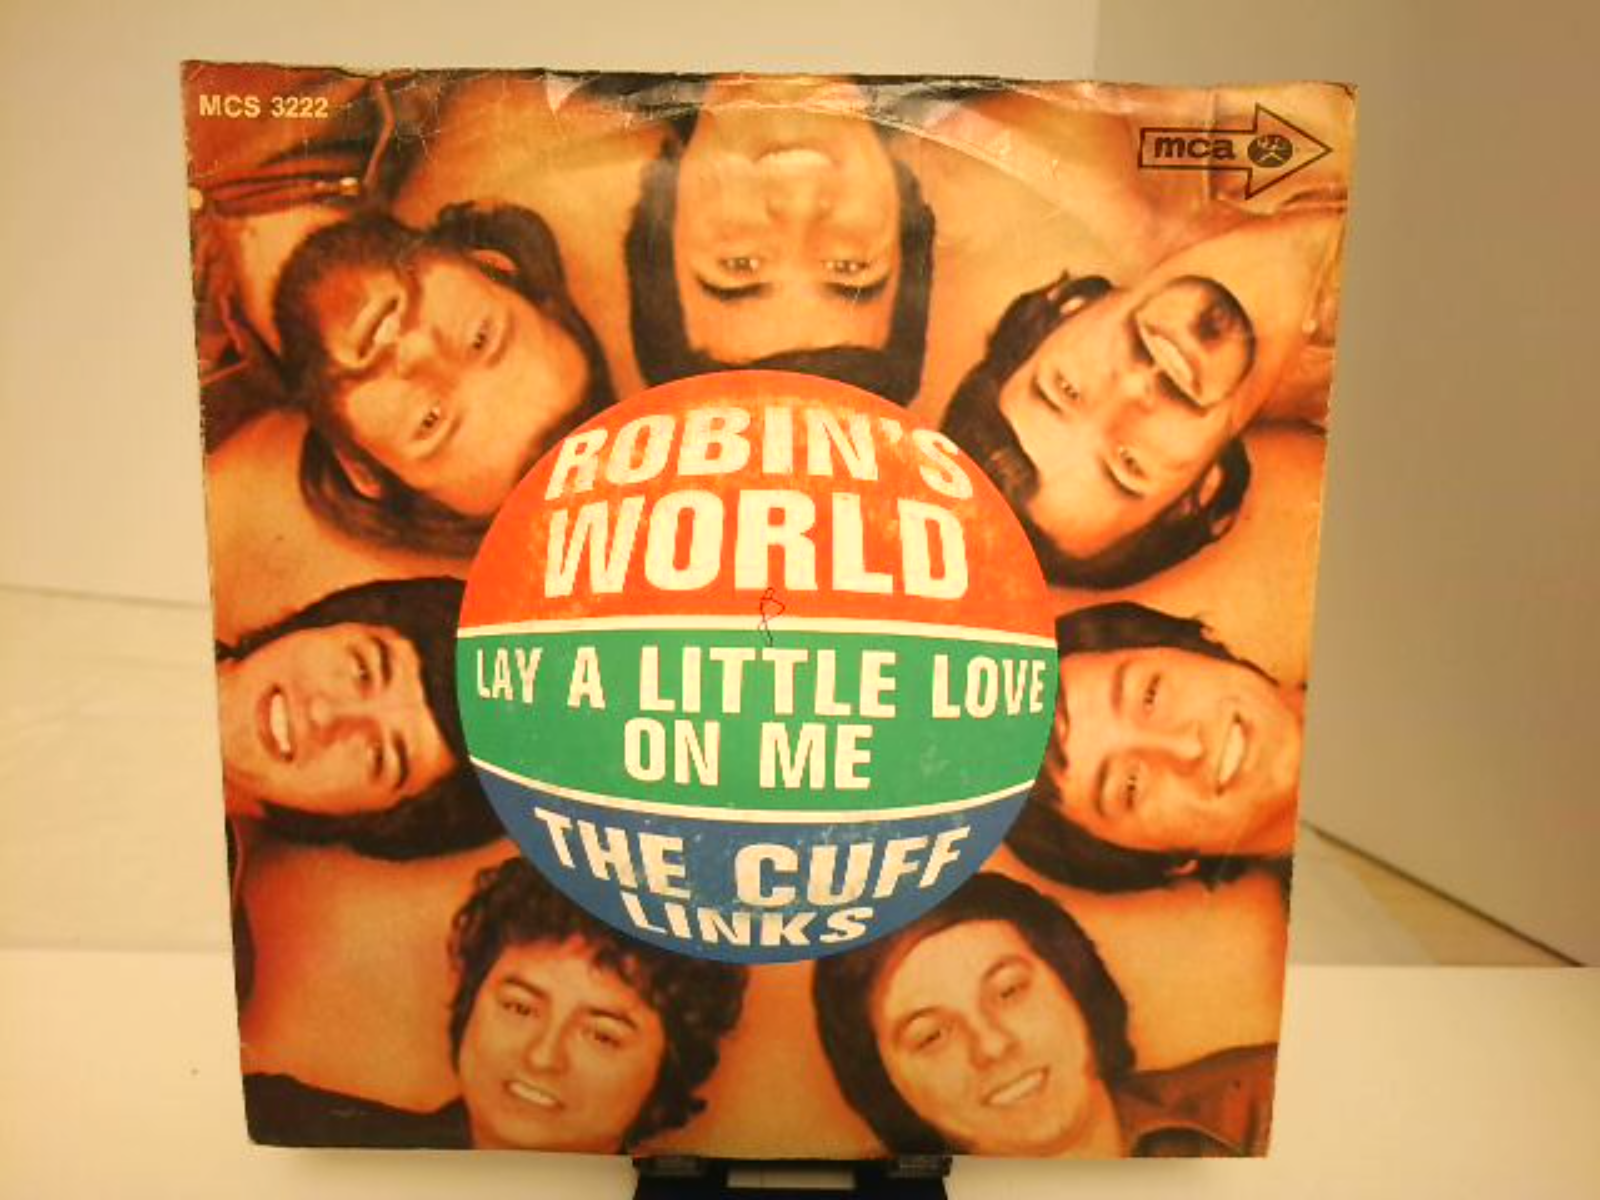 MCS 3222
mca
ROBIN'S
WORLD
LAY A LITTLE LOVE
ON ME
THE CUFF
LINKS